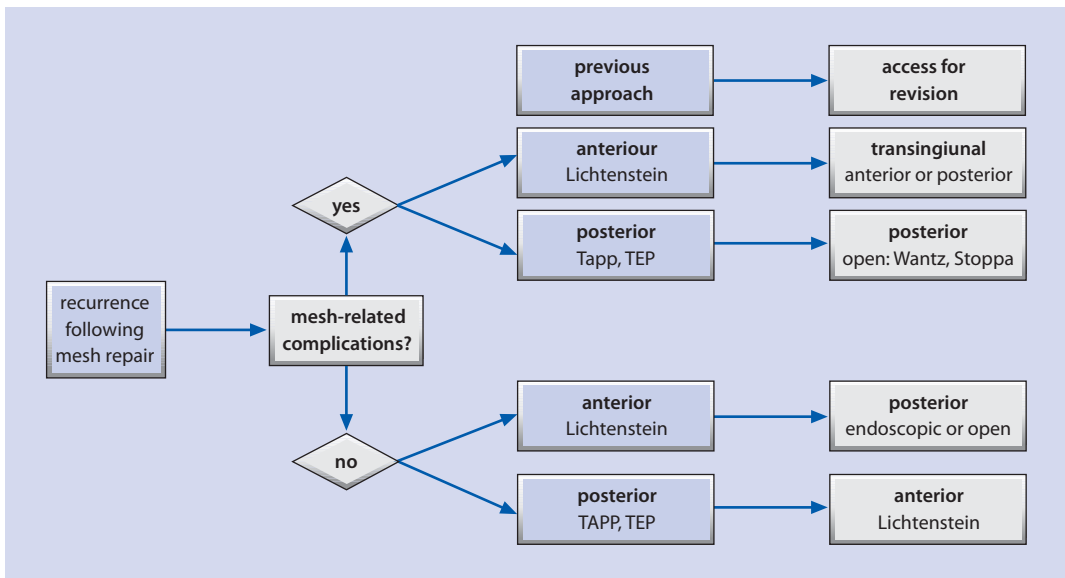 previous
approach
access for
revision
anteriour
Lichtenstein
transingiunal
anterior or posterior
yes
posterior
Tapp, TEP
posterior
open: Wantz, Stoppa
recurrence
following
mesh repair
mesh-related
complications?
anterior
Lichtenstein
posterior
endoscopic or open
no
posterior
TAPP, TEP
anterior
Lichtenstein